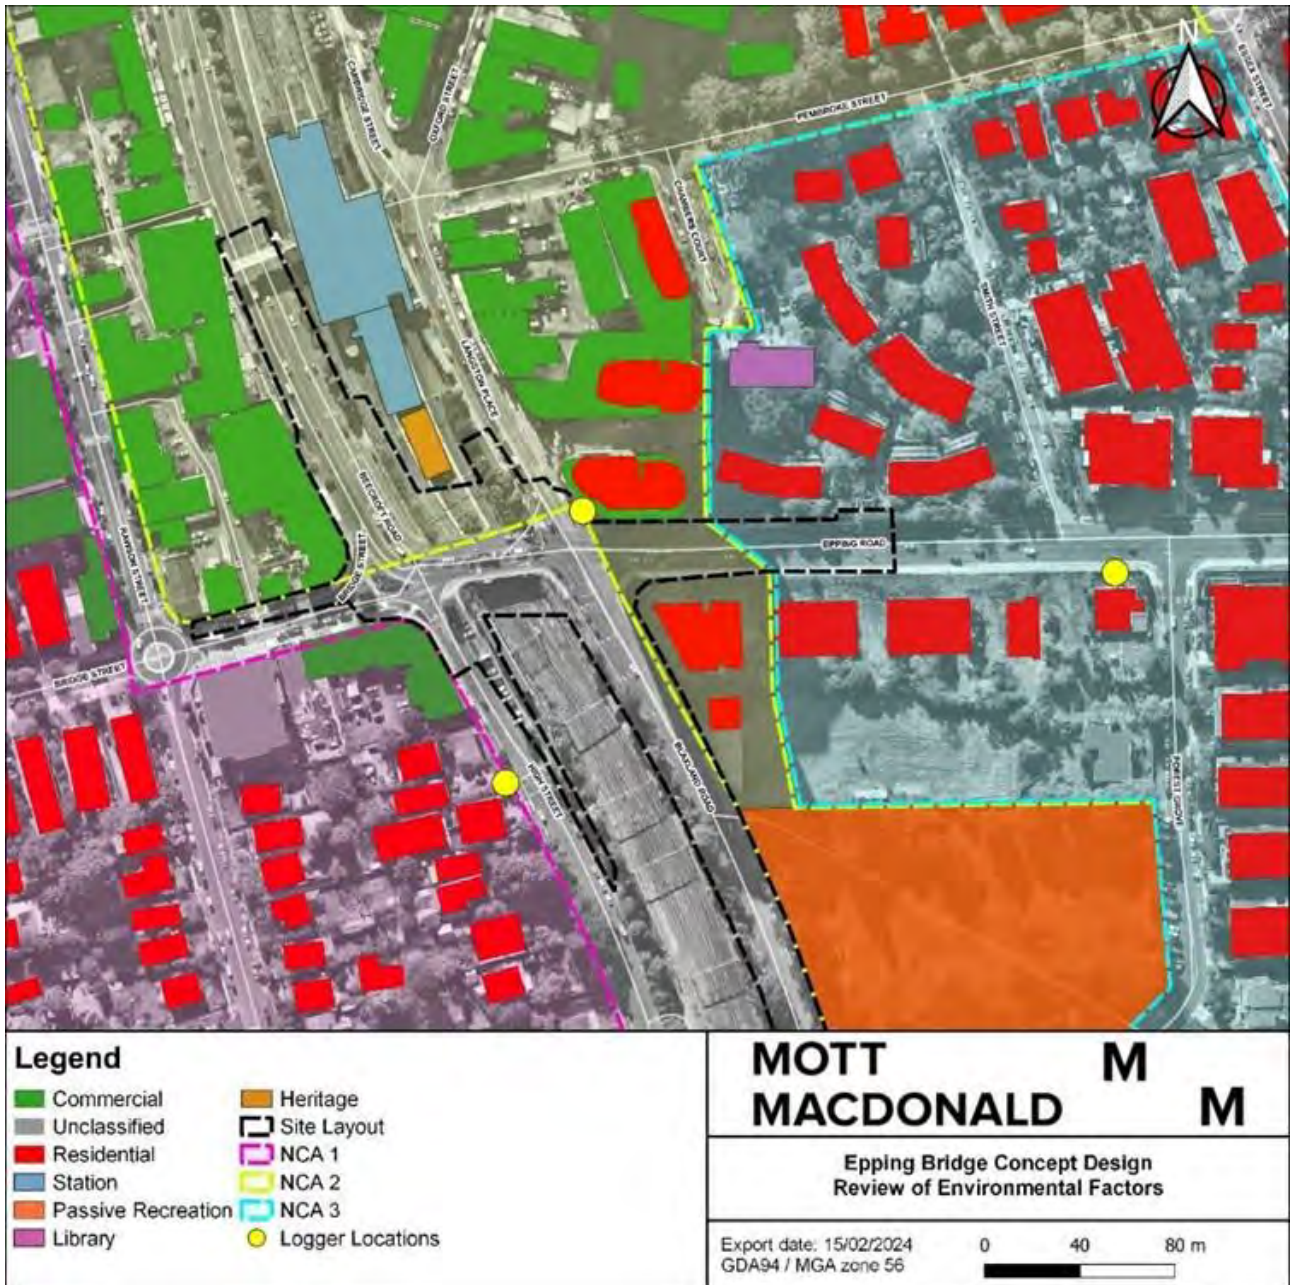 N
CAMBRIDGE STREET
OXFORD STREET
PEMBROKE STREET
ESSEX STREET
CHAMBERS COURT
SMITH STREET
LANGSTON PLACE
BEECROFT ROAD
RAWSON STREET
BRIDGE STREET
EPPING ROAD
BRIDGE STREET
HIGH STREET
BLAXLAND ROAD
FOREST GROVE
Legend
Commercial
Unclassified
Residential
Station
Passive Recreation
Library
Heritage
Site Layout
NCA 1
NCA 2
NCA 3
Logger Locations
MOTT M
MACDONALD M
Epping Bridge Concept Design
Review of Environmental Factors
Export date: 15/02/2024
GDA94 / MGA zone 56
0 40 80 m